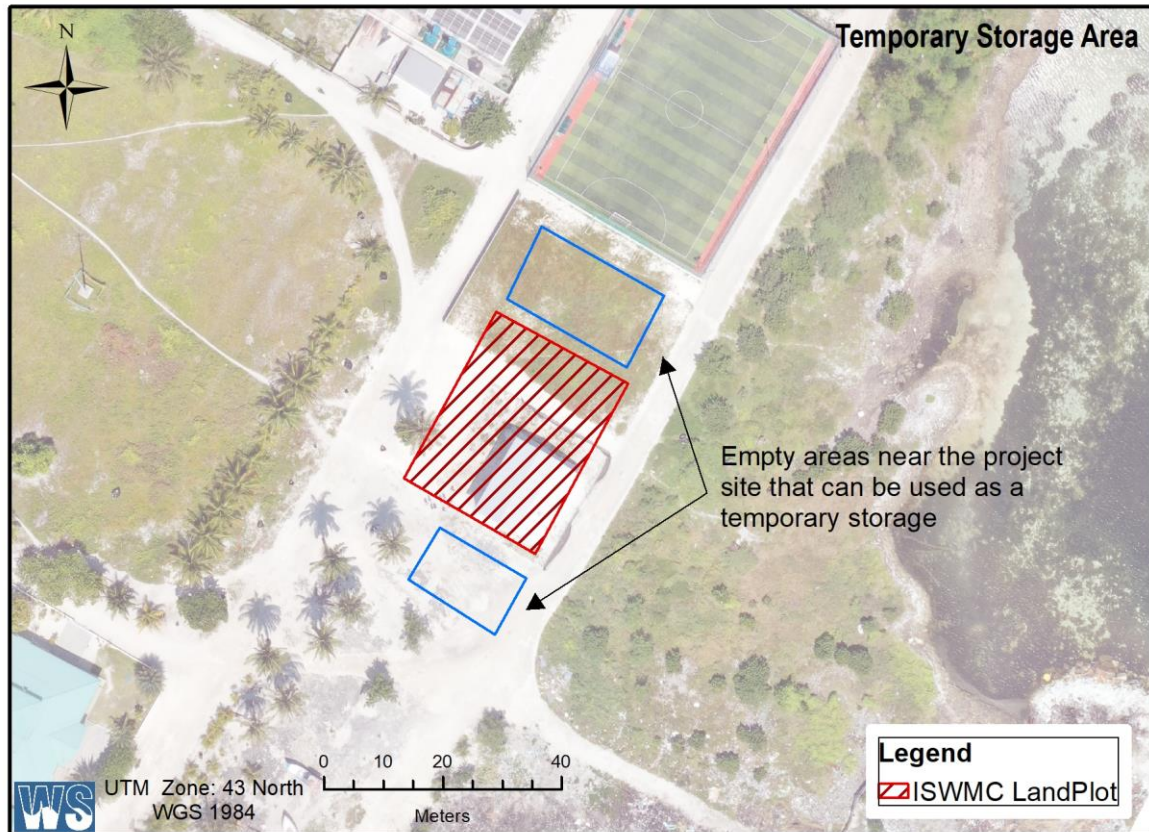 N
Temporary Storage Area
Empty areas near the project
site that can be used as a
temporary storage
0 10 20 40
Meters
UTM Zone: 43 North
WGS 1984
WS
Legend
ISWMC LandPlot